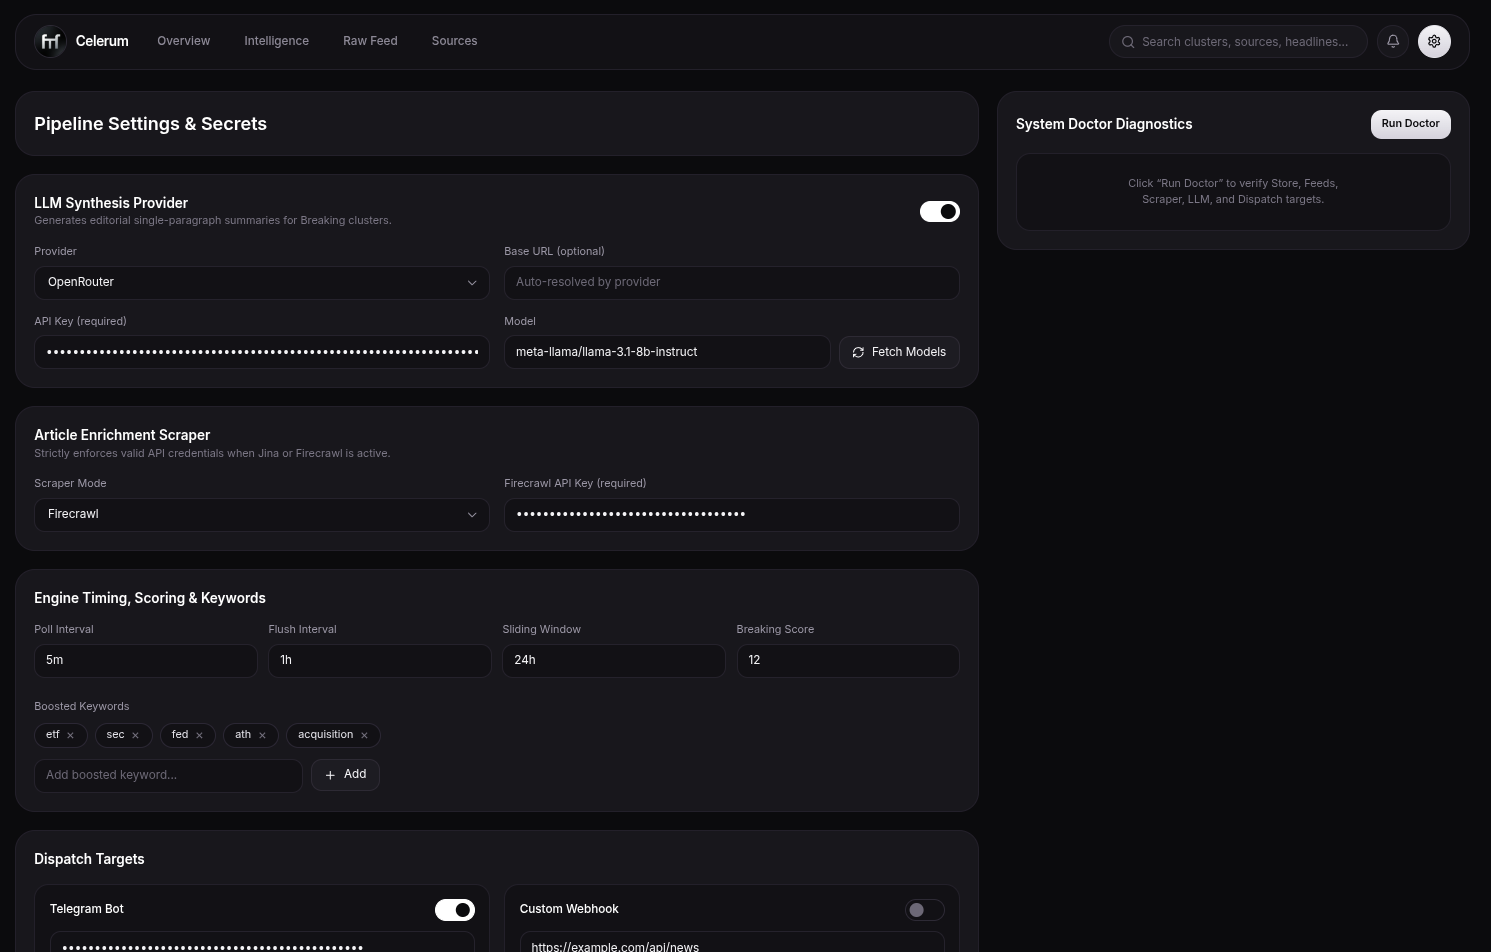 Celerum
Overview
Intelligence
Raw Feed
Sources
Search clusters, sources, headlines...
Pipeline Settings & Secrets
System Doctor Diagnostics
Run Doctor
Click “Run Doctor” to verify Store, Feeds,
Scraper, LLM, and Dispatch targets.
LLM Synthesis Provider
Generates editorial single-paragraph summaries for Breaking clusters.
Provider
Base URL (optional)
OpenRouter
Auto-resolved by provider
API Key (required)
Model
meta-llama/llama-3.1-8b-instruct
Fetch Models
Article Enrichment Scraper
Strictly enforces valid API credentials when Jina or Firecrawl is active.
Scraper Mode
Firecrawl API Key (required)
Firecrawl
Engine Timing, Scoring & Keywords
Poll Interval
Flush Interval
Sliding Window
Breaking Score
5m
1h
24h
12
Boosted Keywords
etf ×
sec ×
fed ×
ath ×
acquisition ×
Add boosted keyword...
+ Add
Dispatch Targets
Telegram Bot
Custom Webhook
https://example.com/api/news